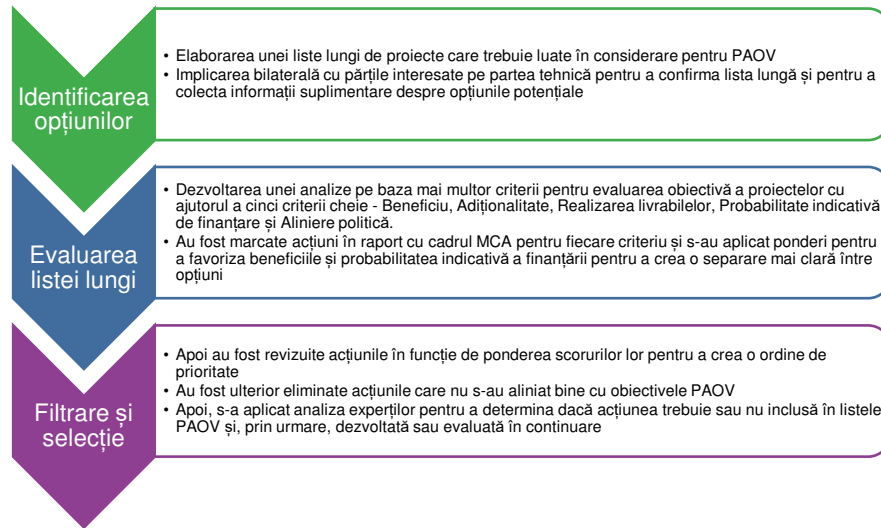 Identificarea
opțiunilor
• Elaborarea unei liste lungi de proiecte care trebuie luate în considerare pentru PAOV
• Implicarea bilaterală cu părțile interesate pe partea tehnică pentru a confirma lista lungă și pentru a
colecta informații suplimentare despre opțiunile potențiale
Evaluarea
listei lungi
• Dezvoltarea unei analize pe baza mai multor criterii pentru evaluarea obiectivă a proiectelor cu
ajutorul a cinci criterii cheie - Beneficiu, Adiționalitate, Realizarea livrabilelor, Probabilitate indicativă
de finanțare și Aliniere politică.
• Au fost marcate acțiuni în raport cu cadrul MCA pentru fiecare criteriu și s-au aplicat ponderi pentru
a favoriza beneficiile și probabilitatea indicativă a finanțării pentru a crea o separare mai clară între
opțiuni
Filtrare și
selecție
• Apoi au fost revizuite acțiunile în funcție de ponderea scorurilor lor pentru a crea o ordine de
prioritate
• Au fost ulterior eliminate acțiunile care nu s-au aliniat bine cu obiectivele PAOV
• Apoi, s-a aplicat analiza experților pentru a determina dacă acțiunea trebuie sau nu inclusă în listele
PAOV și, prin urmare, dezvoltată sau evaluată în continuare